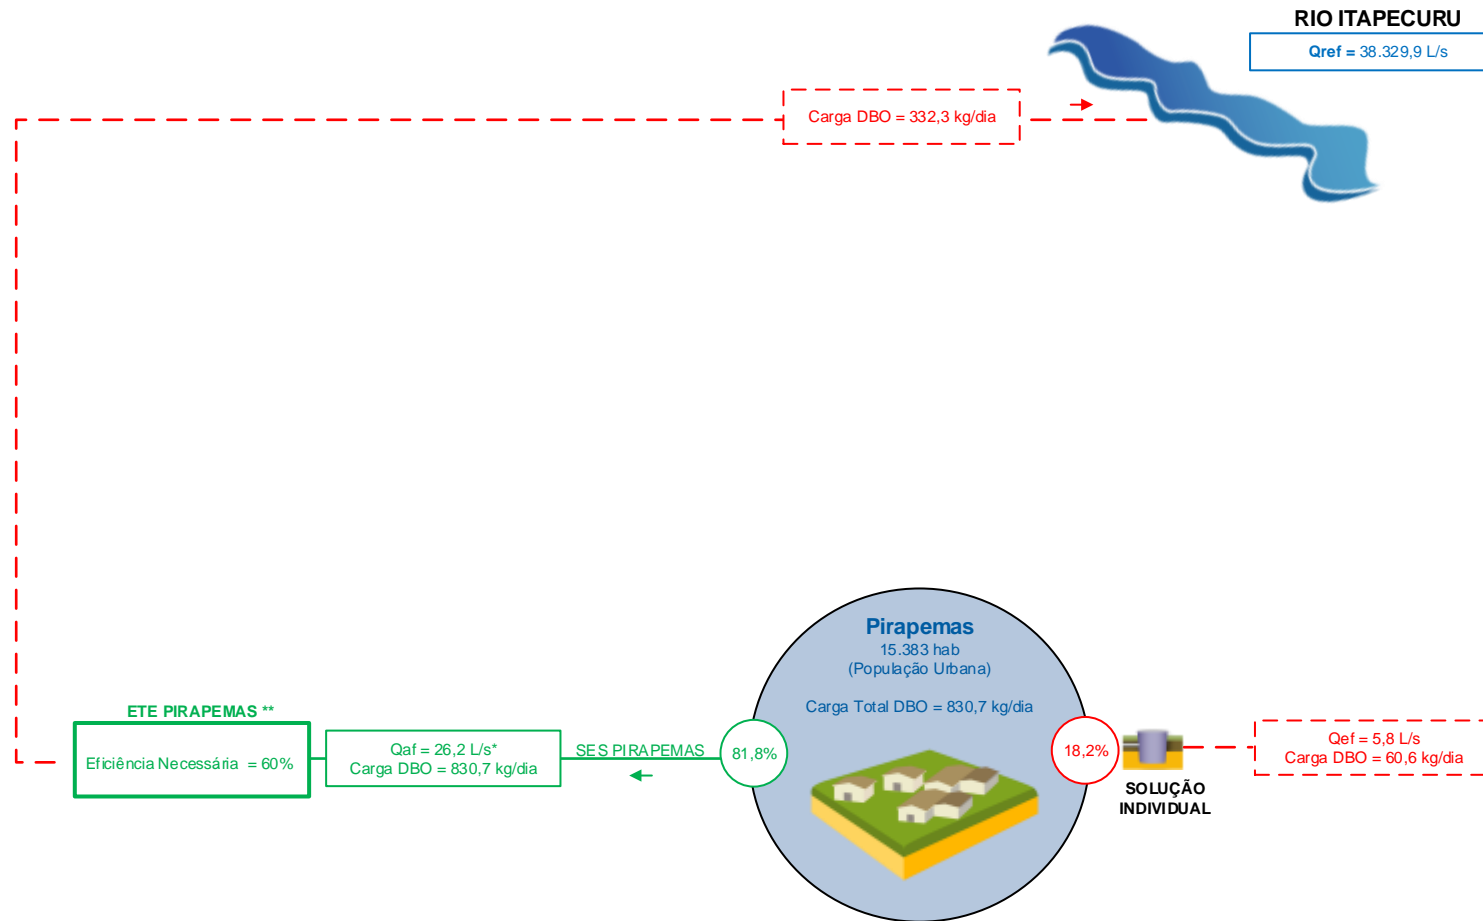 RIO ITAPECURU
Qref = 38.329,9 L/s
Carga DBO = 332,3 kg/dia
Pirapemas
15.383 hab
(População Urbana)
Carga Total DBO = 830,7 kg/dia
ETE PIRAPEMAS **
Eficiência Necessária = 60%
Qaf = 26,2 L/s*
Carga DBO = 830,7 kg/dia
SES PIRAPEMAS
81,8%
18,2%
SOLUÇÃO
INDIVIDUAL
Qef = 5,8 L/s
Carga DBO = 60,6 kg/dia